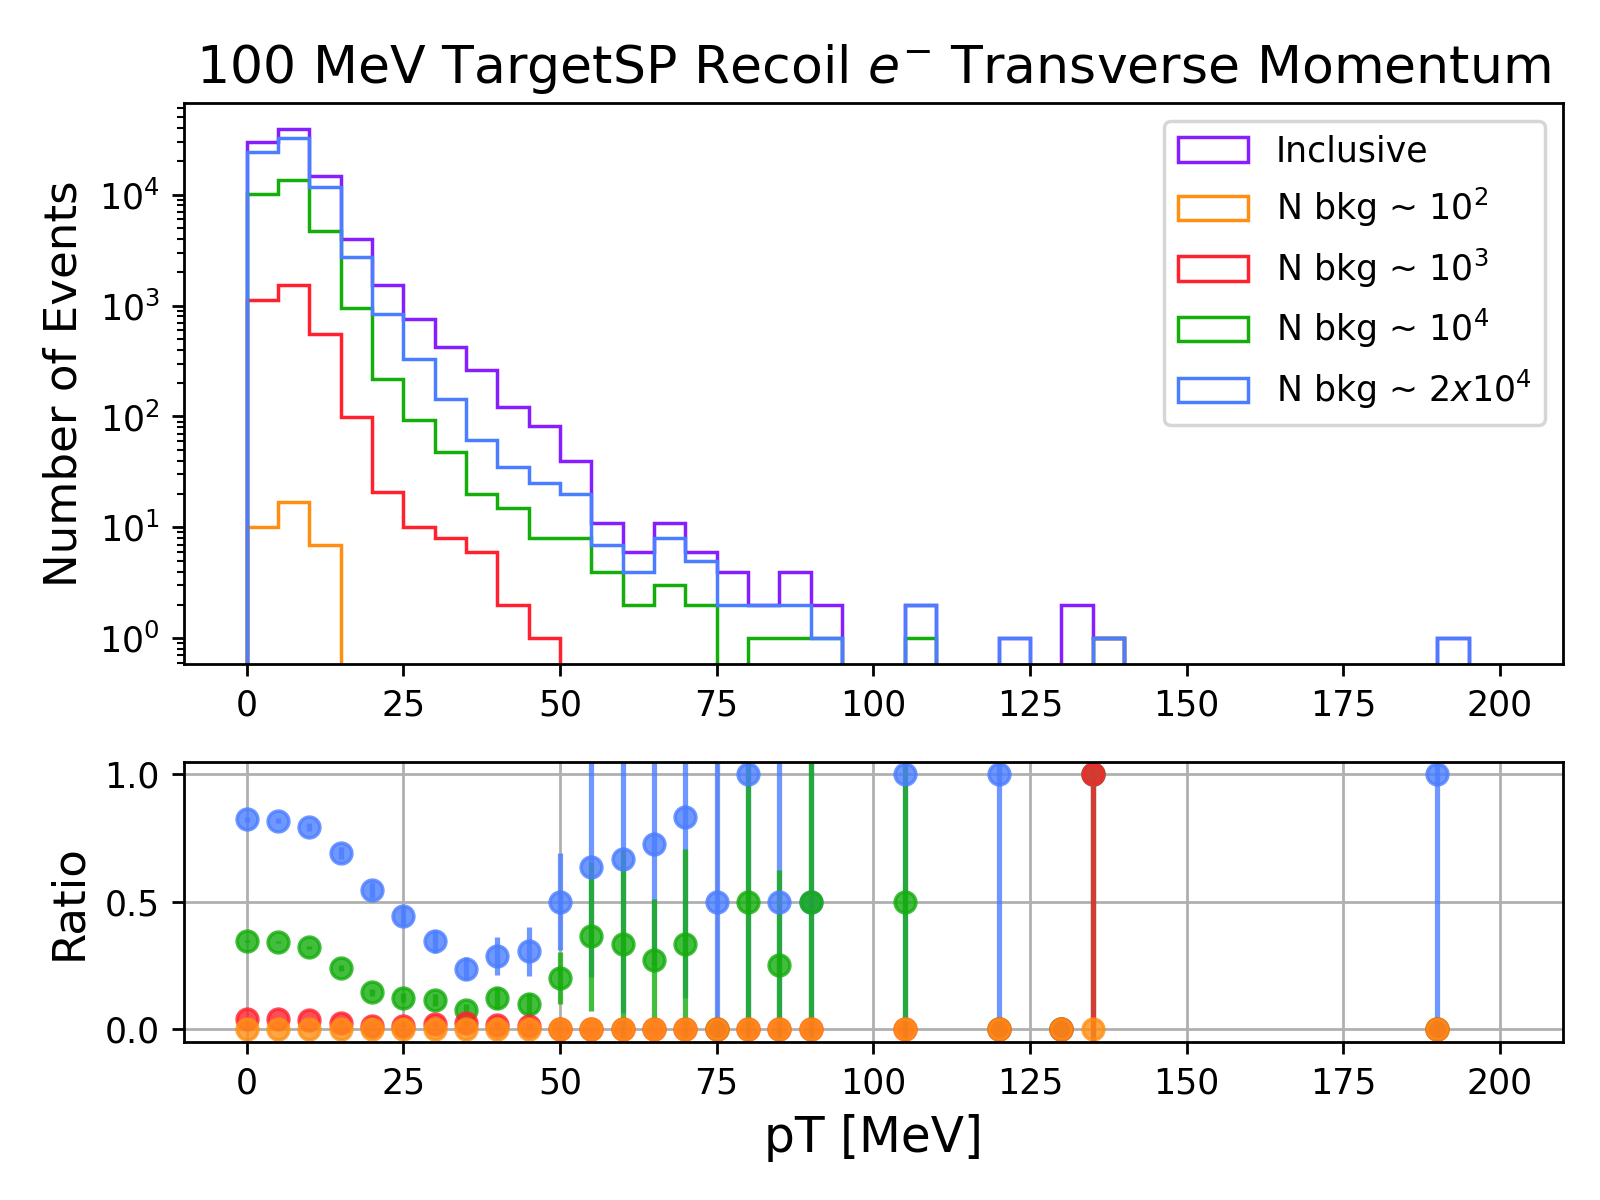 100 MeV TargetSP Recoil e⁻ Transverse Momentum
Number of Events
10⁴
10³
10²
10¹
10⁰
Inclusive
N bkg ~ 10²
N bkg ~ 10³
N bkg ~ 10⁴
N bkg ~ 2x10⁴
0 25 50 75 100 125 150 175 200
Ratio
1.0
0.5
0.0
0 25 50 75 100 125 150 175 200
pT [MeV]